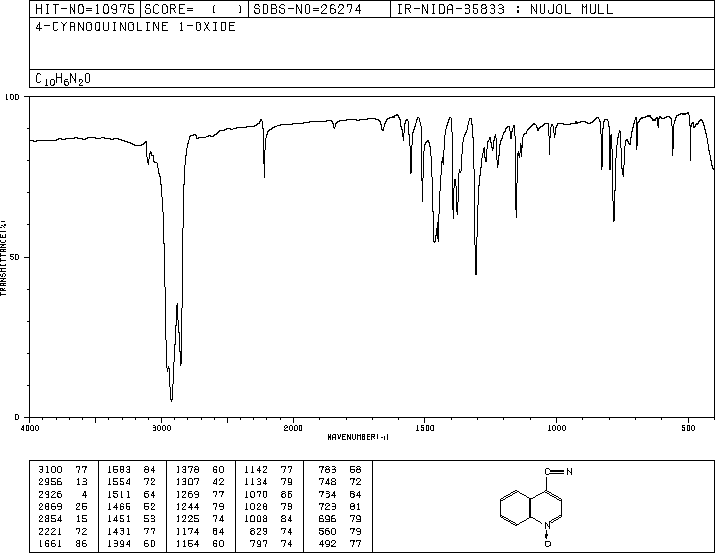 HIT-NO=10975 SCORE= ( ) SDBS-NO=26274 IR-NIDA-35833 : NUJOL MULL
4-CYANOQUINOLINE 1-OXIDE
C10H6N2O
100
50
0
TRANSMITTANCE(%)
4000 3000 2000 1500 1000 500
WAVENUMBER(-1)
3100 77 1583 84 1378 60 1142 77 783 58
2956 13 1554 72 1307 42 1134 79 748 72
2926 4 1511 64 1269 77 1070 86 734 84
2869 25 1466 52 1244 79 1028 79 723 81
2854 15 1451 53 1225 74 1008 84 696 79
2221 72 1431 77 1174 84 829 74 560 79
1661 86 1394 60 1154 60 797 74 492 77
C N
N
O